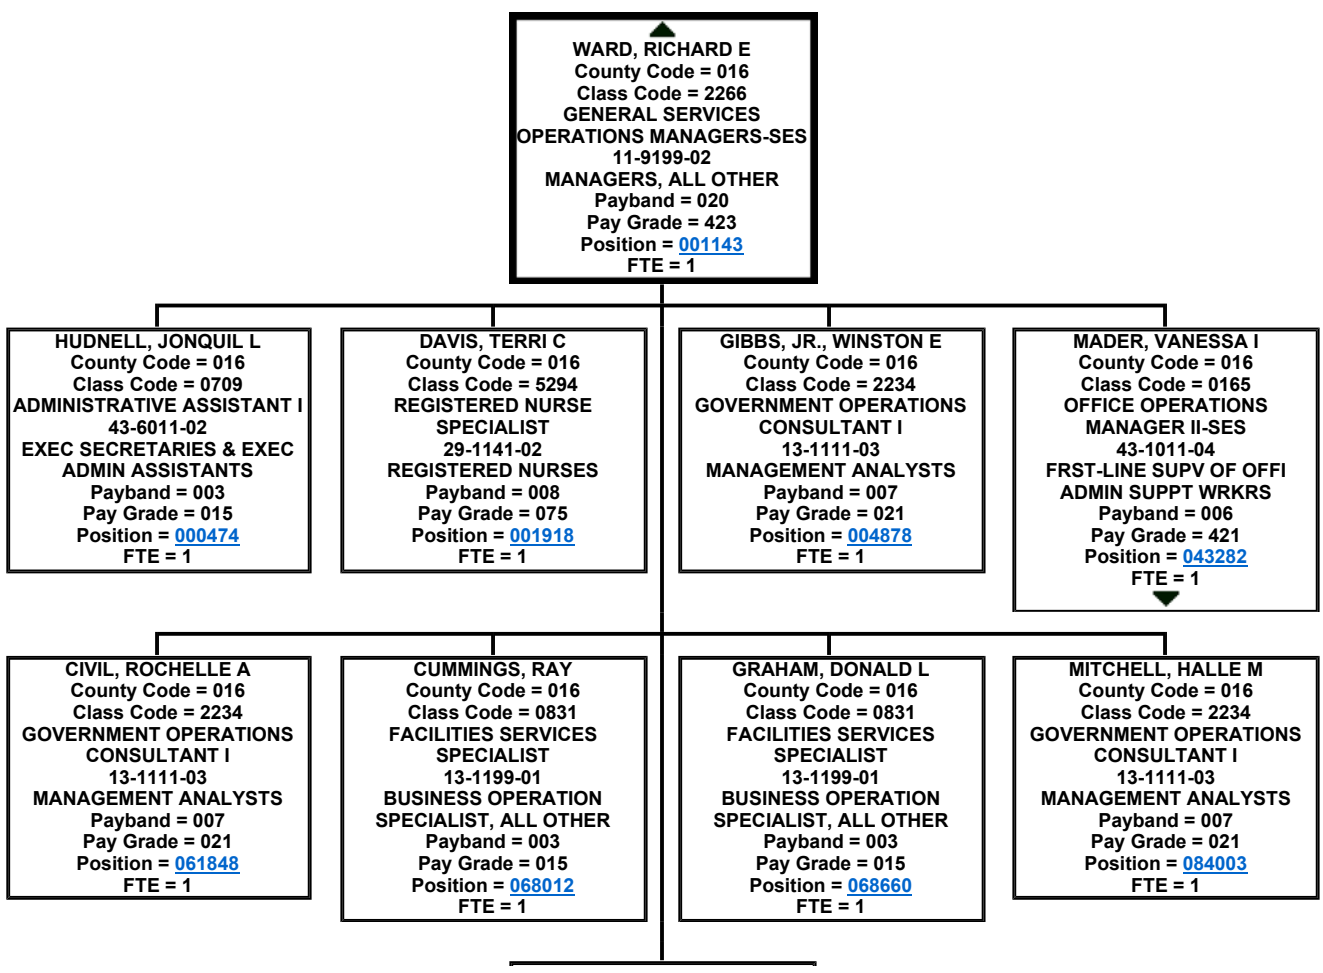 WARD, RICHARD E
County Code = 016
Class Code = 2266
GENERAL SERVICES
OPERATIONS MANAGERS-SES
11-9199-02
MANAGERS, ALL OTHER
Payband = 020
Pay Grade = 423
Position = 001143
FTE = 1
HUDNELL, JONQUIL L
County Code = 016
Class Code = 0709
ADMINISTRATIVE ASSISTANT I
43-6011-02
EXEC SECRETARIES & EXEC
ADMIN ASSISTANTS
Payband = 003
Pay Grade = 015
Position = 000474
FTE = 1
DAVIS, TERRI C
County Code = 016
Class Code = 5294
REGISTERED NURSE
SPECIALIST
29-1141-02
REGISTERED NURSES
Payband = 008
Pay Grade = 075
Position = 001918
FTE = 1
GIBBS, JR., WINSTON E
County Code = 016
Class Code = 2234
GOVERNMENT OPERATIONS
CONSULTANT I
13-1111-03
MANAGEMENT ANALYSTS
Payband = 007
Pay Grade = 021
Position = 004878
FTE = 1
MADER, VANESSA I
County Code = 016
Class Code = 0165
OFFICE OPERATIONS
MANAGER II-SES
43-1011-04
FRST-LINE SUPV OF OFFI
ADMIN SUPPT WRKRS
Payband = 006
Pay Grade = 421
Position = 043282
FTE = 1
CIVIL, ROCHELLE A
County Code = 016
Class Code = 2234
GOVERNMENT OPERATIONS
CONSULTANT I
13-1111-03
MANAGEMENT ANALYSTS
Payband = 007
Pay Grade = 021
Position = 061848
FTE = 1
CUMMINGS, RAY
County Code = 016
Class Code = 0831
FACILITIES SERVICES
SPECIALIST
13-1199-01
BUSINESS OPERATION
SPECIALIST, ALL OTHER
Payband = 003
Pay Grade = 015
Position = 068012
FTE = 1
GRAHAM, DONALD L
County Code = 016
Class Code = 0831
FACILITIES SERVICES
SPECIALIST
13-1199-01
BUSINESS OPERATION
SPECIALIST, ALL OTHER
Payband = 003
Pay Grade = 015
Position = 068660
FTE = 1
MITCHELL, HALLE M
County Code = 016
Class Code = 2234
GOVERNMENT OPERATIONS
CONSULTANT I
13-1111-03
MANAGEMENT ANALYSTS
Payband = 007
Pay Grade = 021
Position = 084003
FTE = 1